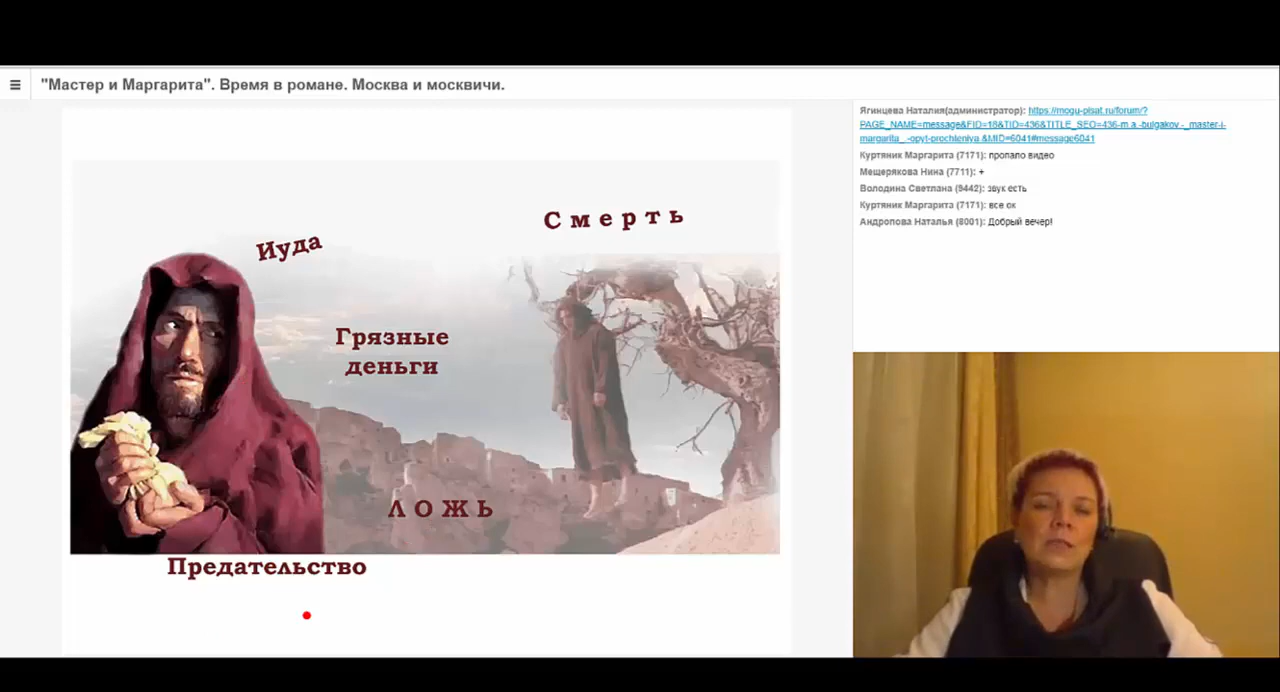 "Мастер и Маргарита". Время в романе. Москва и москвичи.
Смерть
Иуда
Грязные
деньги
ЛОЖЬ
Предательство
Ягинцева Наталия(администратор): https://mogu-pisat.ru/forum/?
PAGE_NAME=message&FID=18&TID=436&TITLE_SEO=436-m.a.-bulgakov.-_master-i-
margarita_.-opyt-prochteniya.&MID=6041#message6041
Куртяник Маргарита (7171): пропало видео
Мещерякова Нина (7711): +
Володина Светлана (9442): звук есть
Куртяник Маргарита (7171): все ок
Андропова Наталья (8001): Добрый вечер!